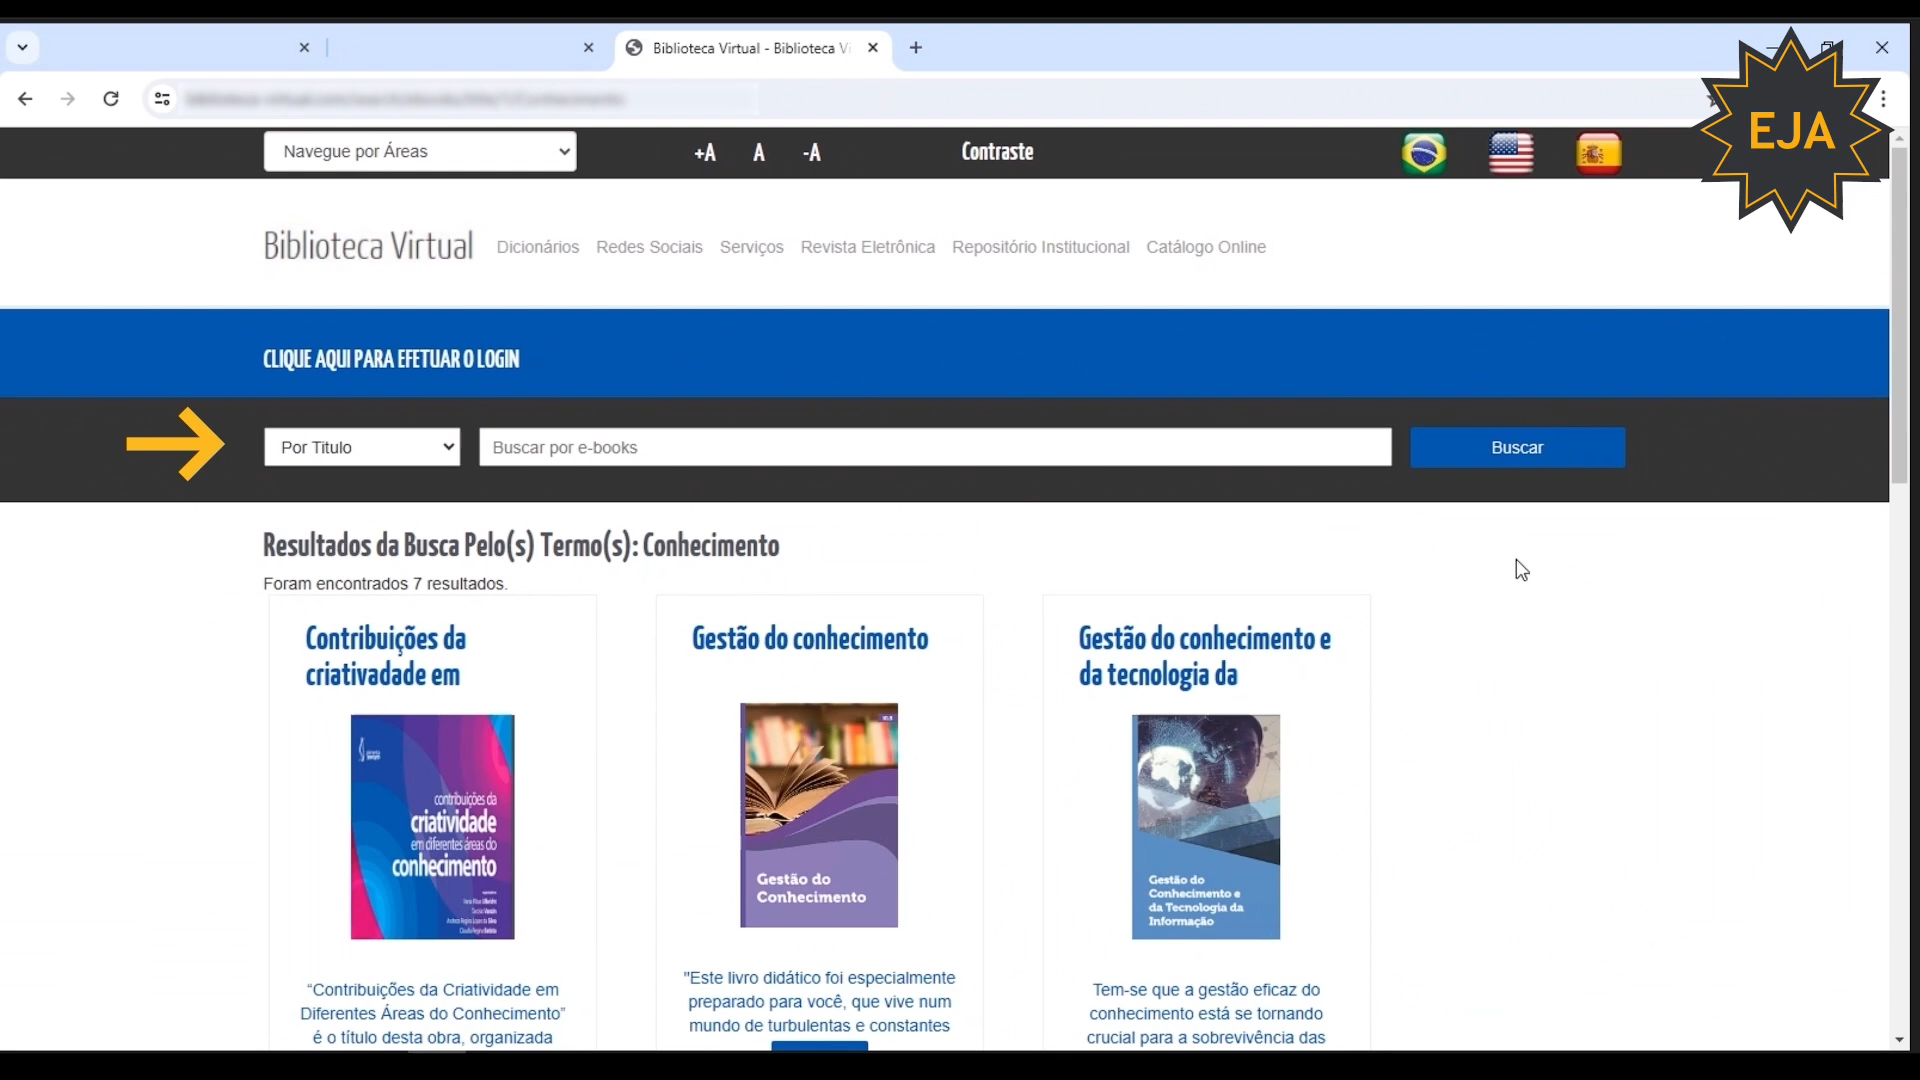 Biblioteca Virtual - Biblioteca Vi
EJA
Navegue por Áreas
+A A -A
Contraste
Biblioteca Virtual
Dicionários Redes Sociais Serviços Revista Eletrônica Repositório Institucional Catálogo Online
CLIQUE AQUI PARA EFETUAR O LOGIN
Por Titulo
Buscar por e-books
Buscar
Resultados da Busca Pelo(s) Termo(s): Conhecimento
Foram encontrados 7 resultados.
Contribuições da
criativadade em
contribuições da
criatividade
em diferentes áreas do
conhecimento
“Contribuições da Criatividade em
Diferentes Áreas do Conhecimento”
é o título desta obra, organizada
Gestão do conhecimento
Gestão do
Conhecimento
"Este livro didático foi especialmente
preparado para você, que vive num
mundo de turbulentas e constantes
Gestão do conhecimento e
da tecnologia da
Gestão do
Conhecimento e
da Tecnologia da
Informação
Tem-se que a gestão eficaz do
conhecimento está se tornando
crucial para a sobrevivência das